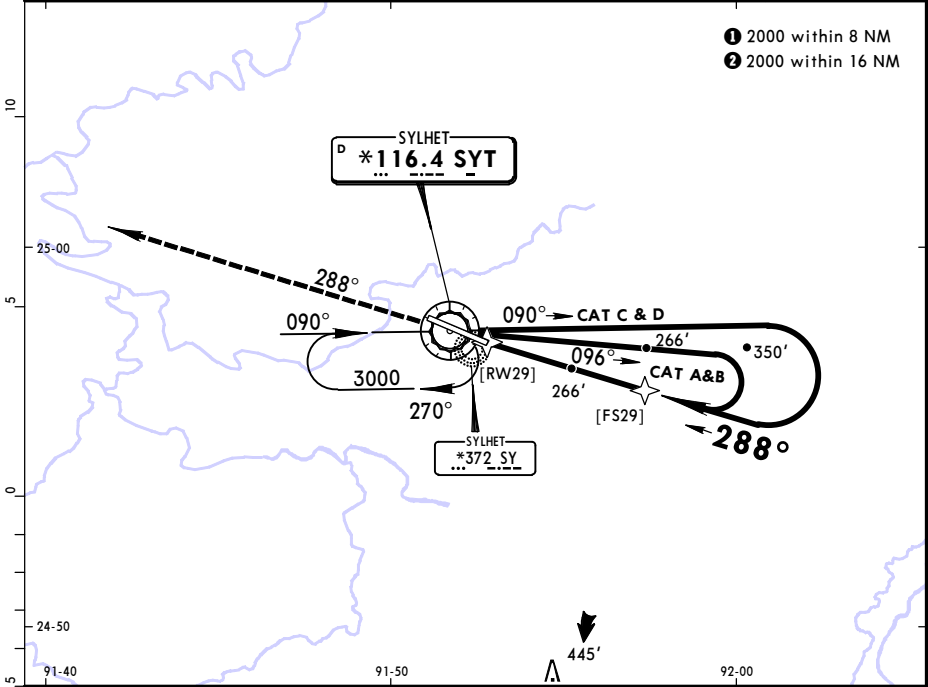 ❶ 2000 within 8 NM
❷ 2000 within 16 NM
10
SYLHET
D *116.4 SYT
25-00
288°
5
090°
090°
CAT C & D
266'
350'
096°
CAT A&B
[RW29]
3000
266'
270°
[FS29]
288°
SYLHET
*372 SY
0
24-50
445'
5
91-40
91-50
92-00